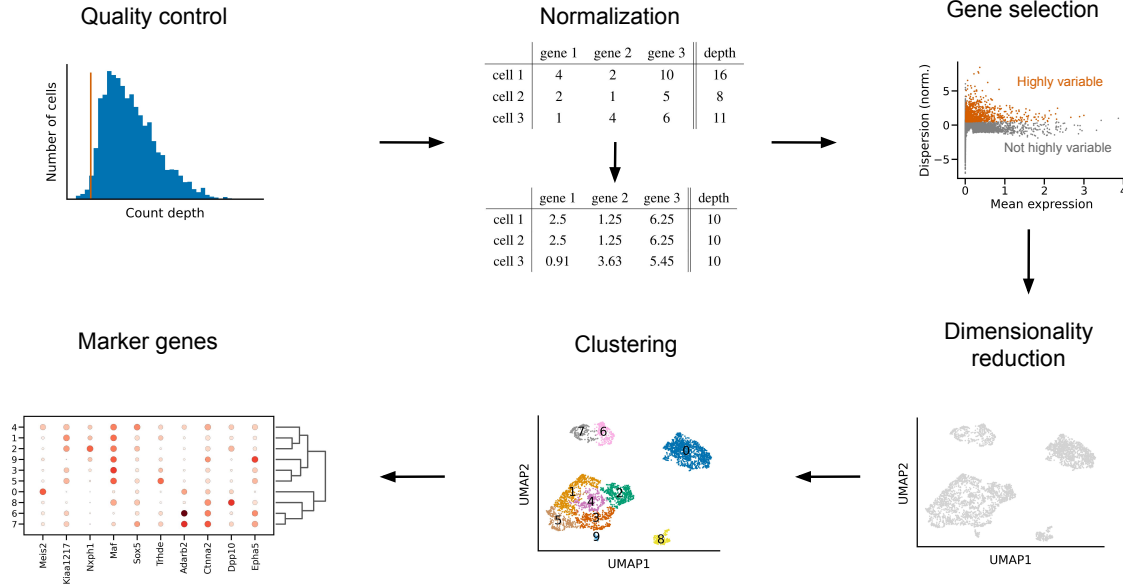 Quality control
Number of cells
Count depth
Normalization
gene 1 gene 2 gene 3 depth
cell 1 4 2 10 16
cell 2 2 1 5 8
cell 3 1 4 6 11
gene 1 gene 2 gene 3 depth
cell 1 2.5 1.25 6.25 10
cell 2 2.5 1.25 6.25 10
cell 3 0.91 3.63 5.45 10
Gene selection
Dispersion (norm.)
5
0
−5
Highly variable
Not highly variable
0 1 2 3 4
Mean expression
Marker genes
4
1
2
9
3
5
0
8
6
7
Meis2
Kiaa1217
Nxph1
Maf
Sox5
Trhde
Adarb2
Ctnna2
Dpp10
Epha5
Clustering
UMAP2
7 6
0
1
2
4
3
5
9
8
UMAP1
Dimensionality
reduction
UMAP2
UMAP1